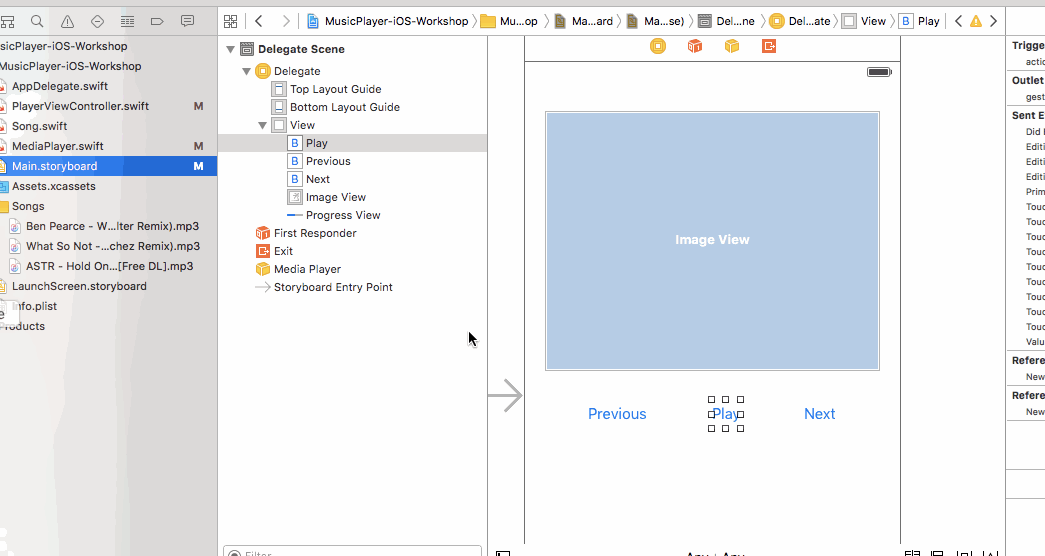 MusicPlayer-iOS-Workshop
Mu...op
Ma...ard
Ma...se)
Del...ne
Del...ate
View
B
Play
sicPlayer-iOS-Workshop
MusicPlayer-iOS-Workshop
AppDelegate.swift
PlayerViewController.swift M
Song.swift
MediaPlayer.swift M
Main.storyboard M
Assets.xcassets
Songs
Ben Pearce - W...lter Remix).mp3
What So Not -...chez Remix).mp3
ASTR - Hold On...[Free DL].mp3
LaunchScreen.storyboard
Info.plist
Products
e
Delegate Scene
Delegate
Top Layout Guide
Bottom Layout Guide
View
B Play
B Previous
B Next
Image View
Progress View
First Responder
Exit
Media Player
Storyboard Entry Point
Filter
Image View
Previous
Play
Next
Any
Any
Trigge
actio
Outlet
gest
Sent E
Did
Editi
Editi
Editi
Prim
Touc
Touc
Touc
Touc
Touc
Touc
Touc
Touc
Touc
Valu
Refere
New
Refere
New